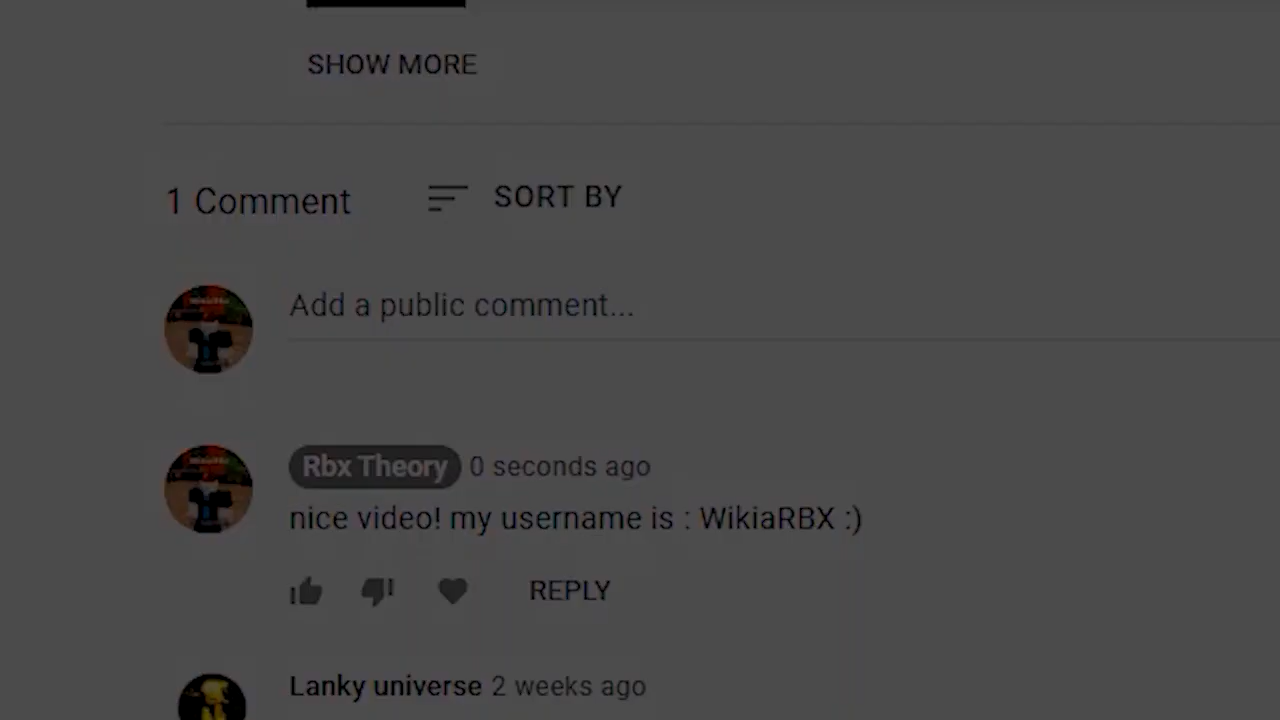 SHOW MORE
1 Comment
SORT BY
Add a public comment...
Rbx Theory 0 seconds ago
nice video! my username is : WikiaRBX :)
REPLY
Lanky universe 2 weeks ago